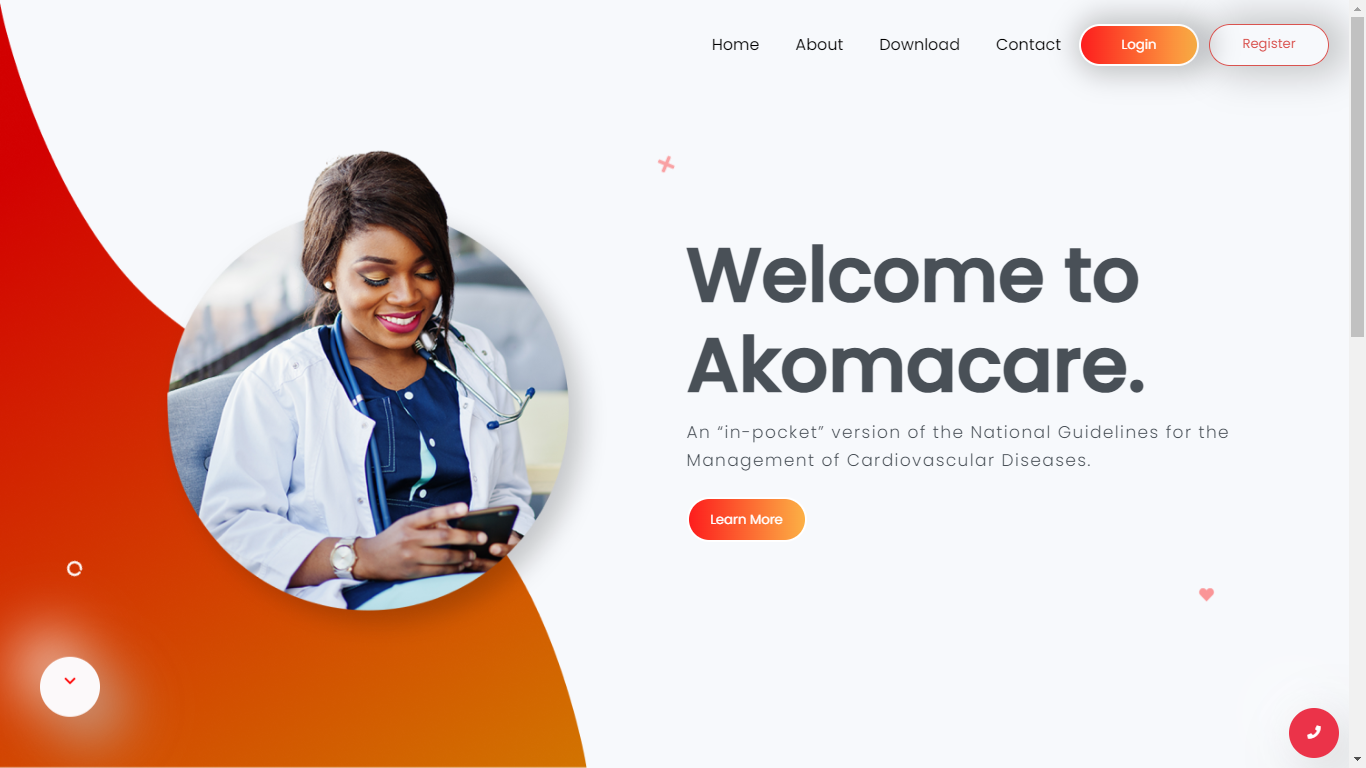 Home About Download Contact Login Register
Welcome to
Akomacare.
An “in-pocket” version of the National Guidelines for the
Management of Cardiovascular Diseases.
Learn More